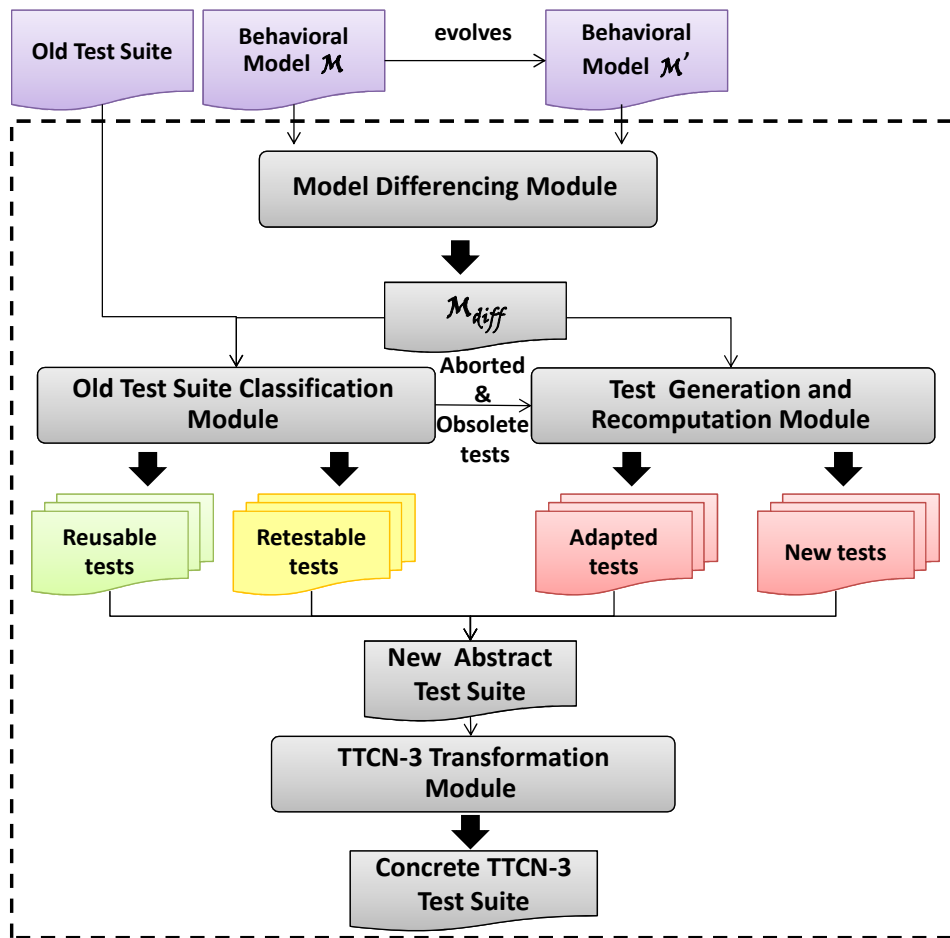 Old Test Suite
Behavioral
Model M
evolves
Behavioral
Model M'
Model Differencing Module
Mdiff
Old Test Suite Classification
Module
Aborted
&
Obsolete
tests
Test Generation and
Recomputation Module
Reusable
tests
Retestable
tests
Adapted
tests
New tests
New Abstract
Test Suite
TTCN-3 Transformation
Module
Concrete TTCN-3
Test Suite